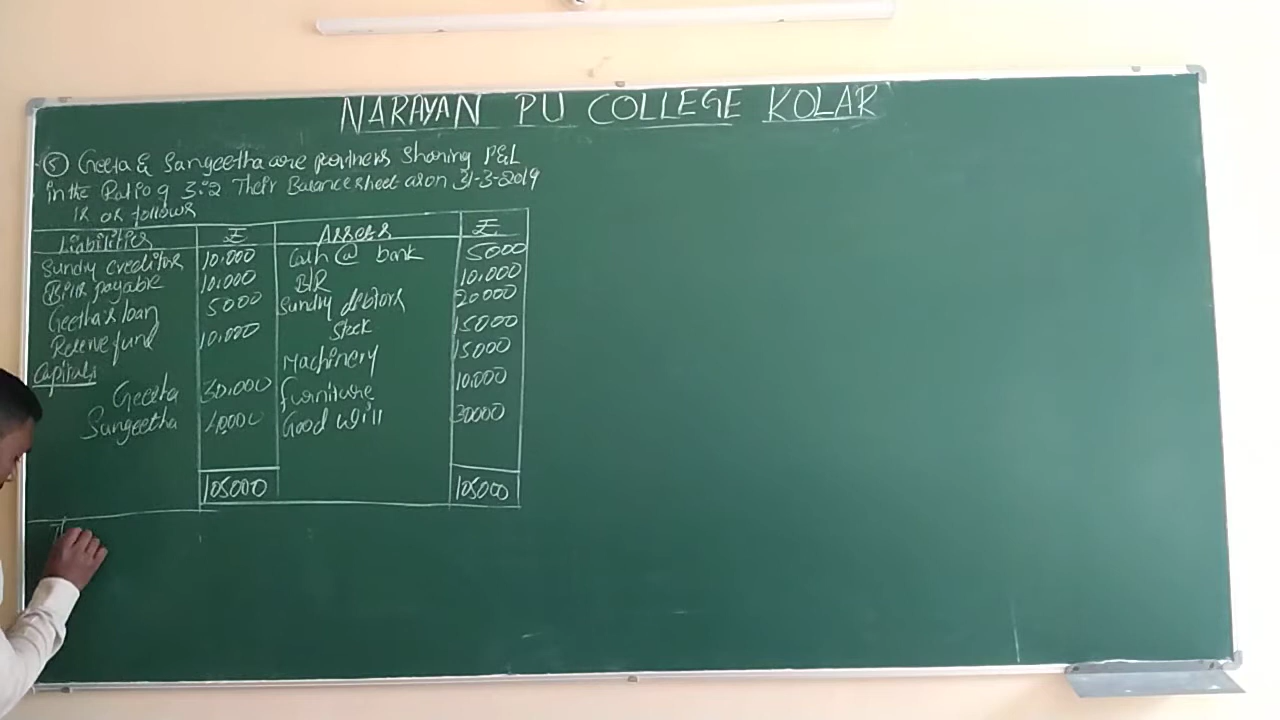 NARAYAN PU COLLEGE KOLAR
(5) Geeta & Sangeetha are partners sharing P&L
in the Ratio of 3:2 Their Balance sheet as on 31-3-2019
is as follows
Liabilities ₹ Assets ₹
Sundry creditors 10.000 Cash @ bank 5000
Bills payable 10.000 B/R 10.000
Geetha's loan 5000 Sundry debtors 20000
Reserve fund 10.000 Stock 15000
Capitals: Machinery 15000
Geeta 30.000 furniture 10.000
Sangeetha 40000 Good will 30000
105000 105000